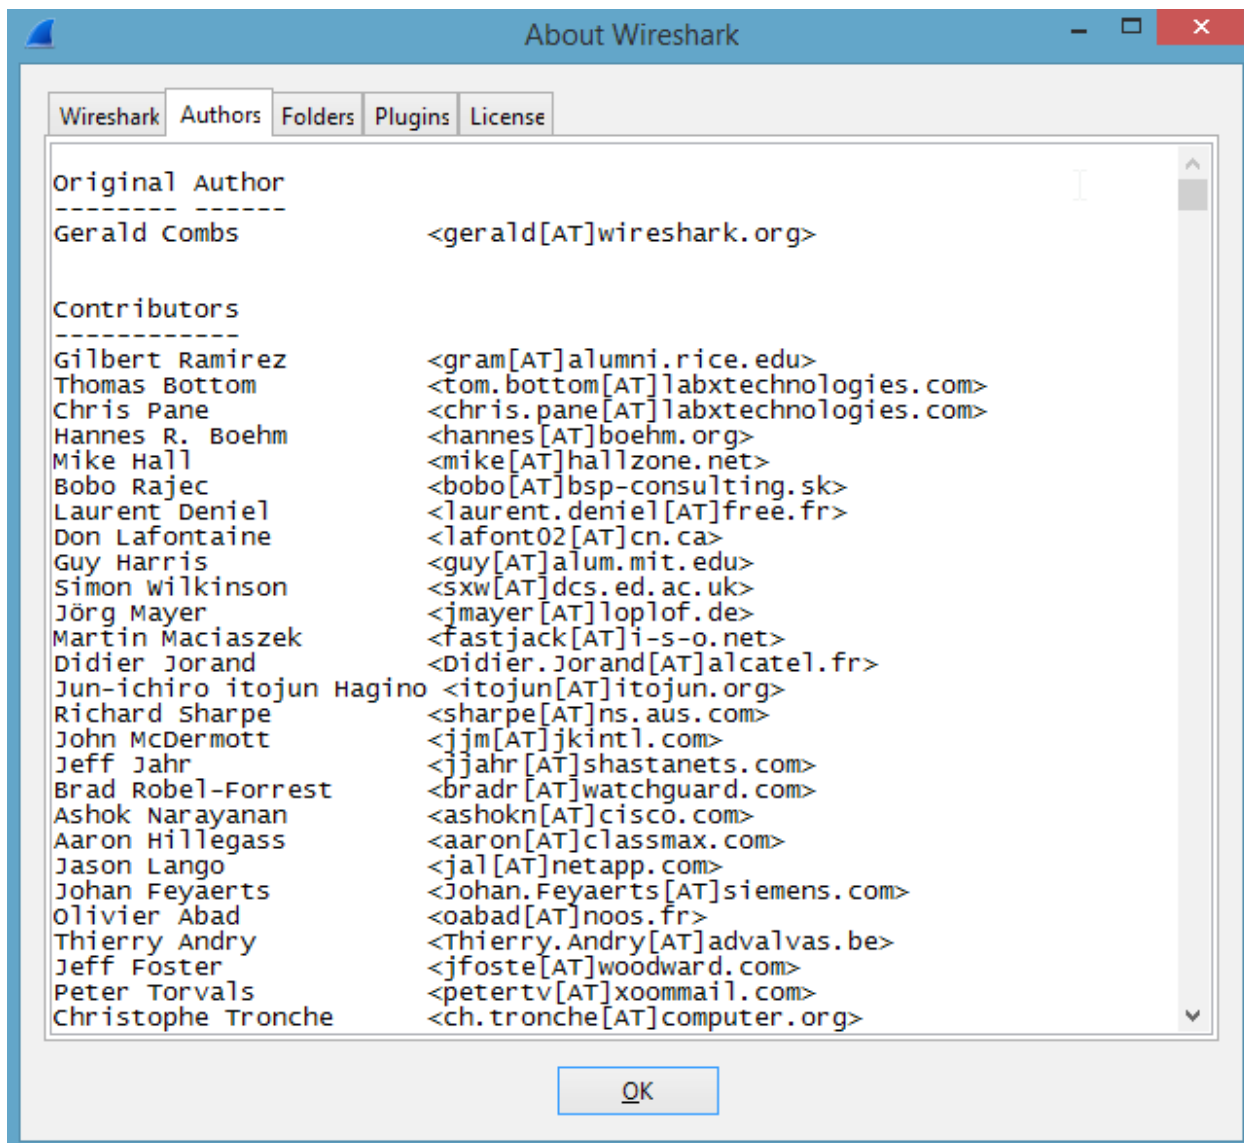 About Wireshark
Wireshark Authors Folders Plugins License
Original Author
-------- ------
Gerald Combs <gerald[AT]wireshark.org>
Contributors
------------
Gilbert Ramirez <gram[AT]alumni.rice.edu>
Thomas Bottom <tom.bottom[AT]labxtechnologies.com>
Chris Pane <chris.pane[AT]labxtechnologies.com>
Hannes R. Boehm <hannes[AT]boehm.org>
Mike Hall <mike[AT]hallzone.net>
Bobo Rajec <bobo[AT]bsp-consulting.sk>
Laurent Deniel <laurent.deniel[AT]free.fr>
Don Lafontaine <lafont02[AT]cn.ca>
Guy Harris <guy[AT]alum.mit.edu>
Simon Wilkinson <sxw[AT]dcs.ed.ac.uk>
Jörg Mayer <jmayer[AT]loplof.de>
Martin Maciaszek <fastjack[AT]i-s-o.net>
Didier Jorand <Didier.Jorand[AT]alcatel.fr>
Jun-ichiro itojun Hagino <itojun[AT]itojun.org>
Richard Sharpe <sharpe[AT]ns.aus.com>
John McDermott <jjm[AT]jkintl.com>
Jeff Jahr <jjahr[AT]shastanets.com>
Brad Robel-Forrest <bradr[AT]watchguard.com>
Ashok Narayanan <ashokn[AT]cisco.com>
Aaron Hillegass <aaron[AT]classmax.com>
Jason Lango <jal[AT]netapp.com>
Johan Feyaerts <Johan.Feyaerts[AT]siemens.com>
Olivier Abad <oabad[AT]noos.fr>
Thierry Andry <Thierry.Andry[AT]advalvas.be>
Jeff Foster <jfoste[AT]woodward.com>
Peter Torvals <petertv[AT]xoommail.com>
Christophe Tronche <ch.tronche[AT]computer.org>
OK